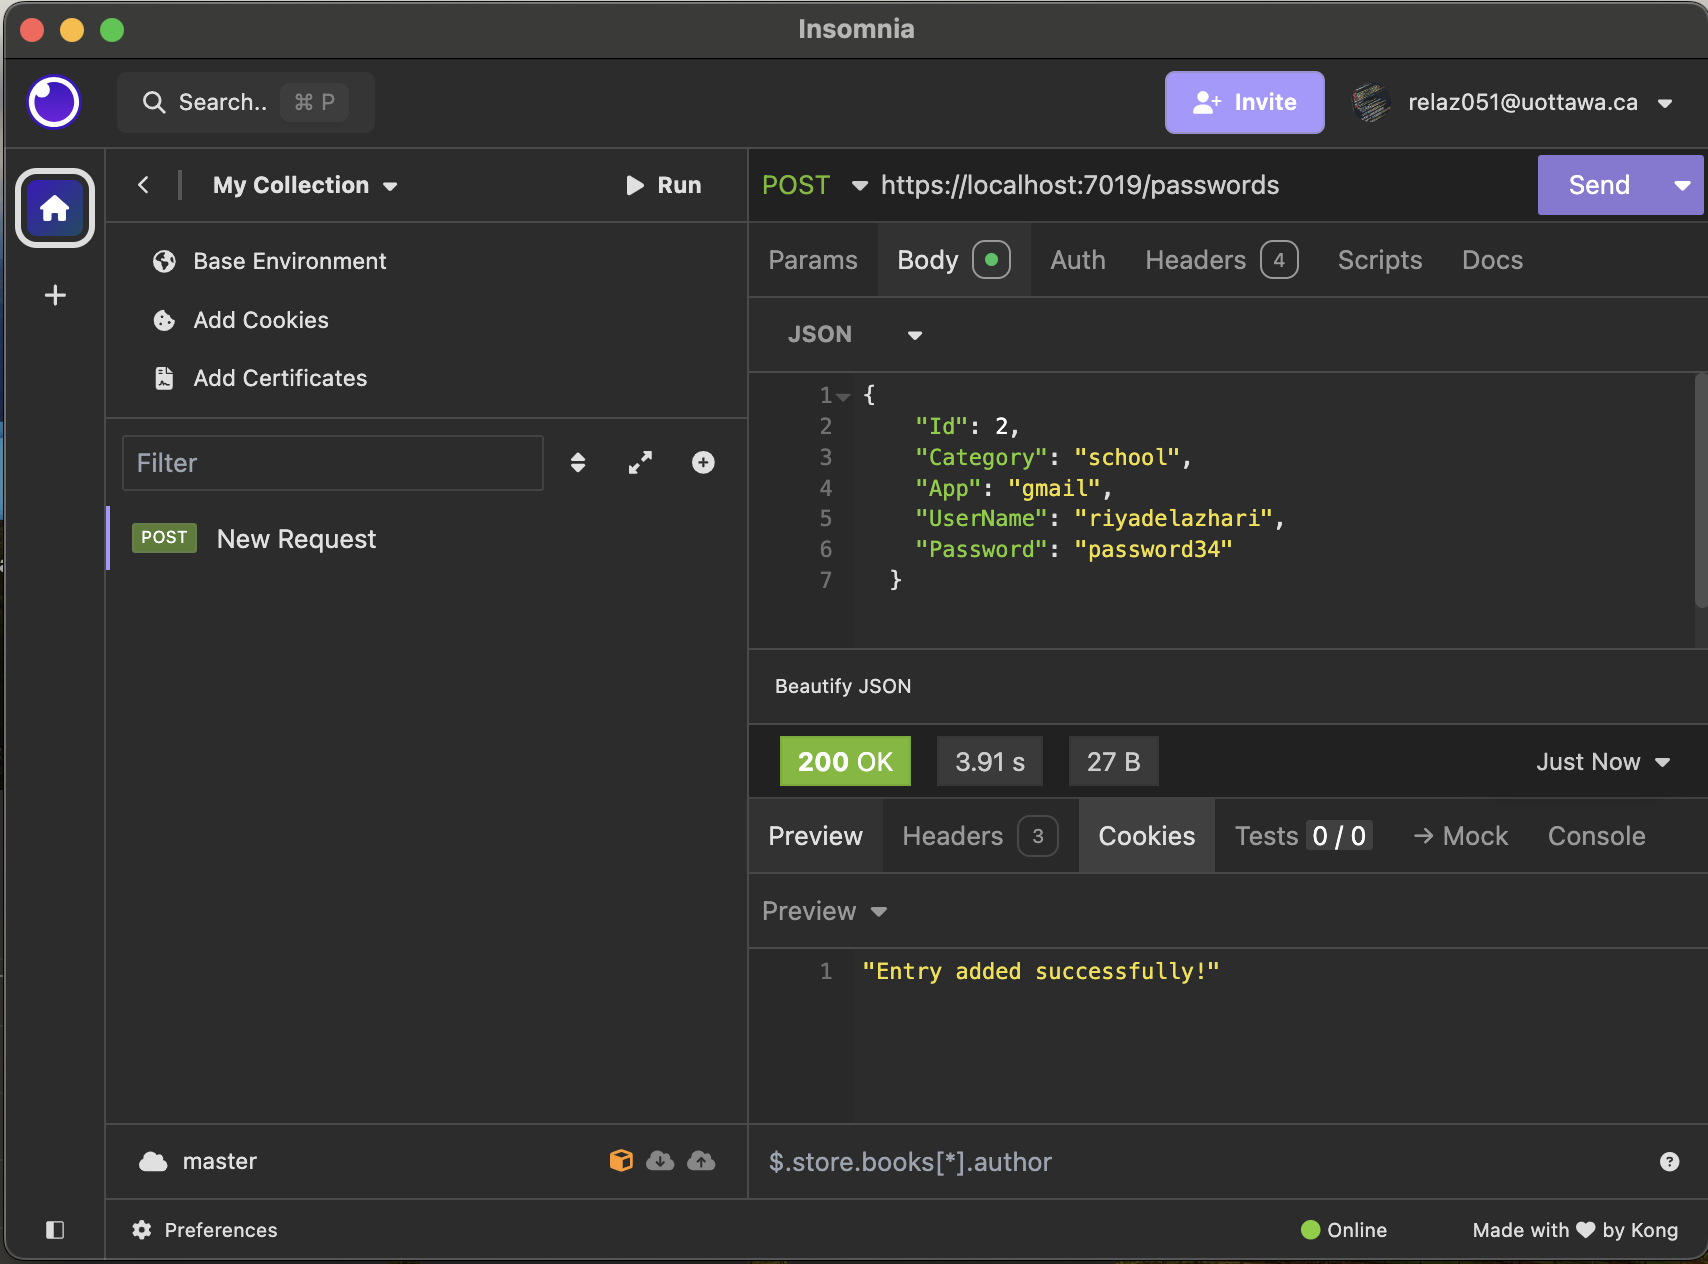 Insomnia
Search.. ⌘ P
Invite
relaz051@uottawa.ca
My Collection
Run
Base Environment
Add Cookies
Add Certificates
Filter
POST New Request
master
POST https://localhost:7019/passwords
Send
Params Body Auth Headers 4 Scripts Docs
JSON
1 {
2 "Id": 2,
3 "Category": "school",
4 "App": "gmail",
5 "UserName": "riyadelazhari",
6 "Password": "password34"
7 }
Beautify JSON
200 OK 3.91 s 27 B Just Now
Preview Headers 3 Cookies Tests 0 / 0 → Mock Console
Preview
1 "Entry added successfully!"
$.store.books[*].author
Preferences
Online
Made with ♥ by Kong